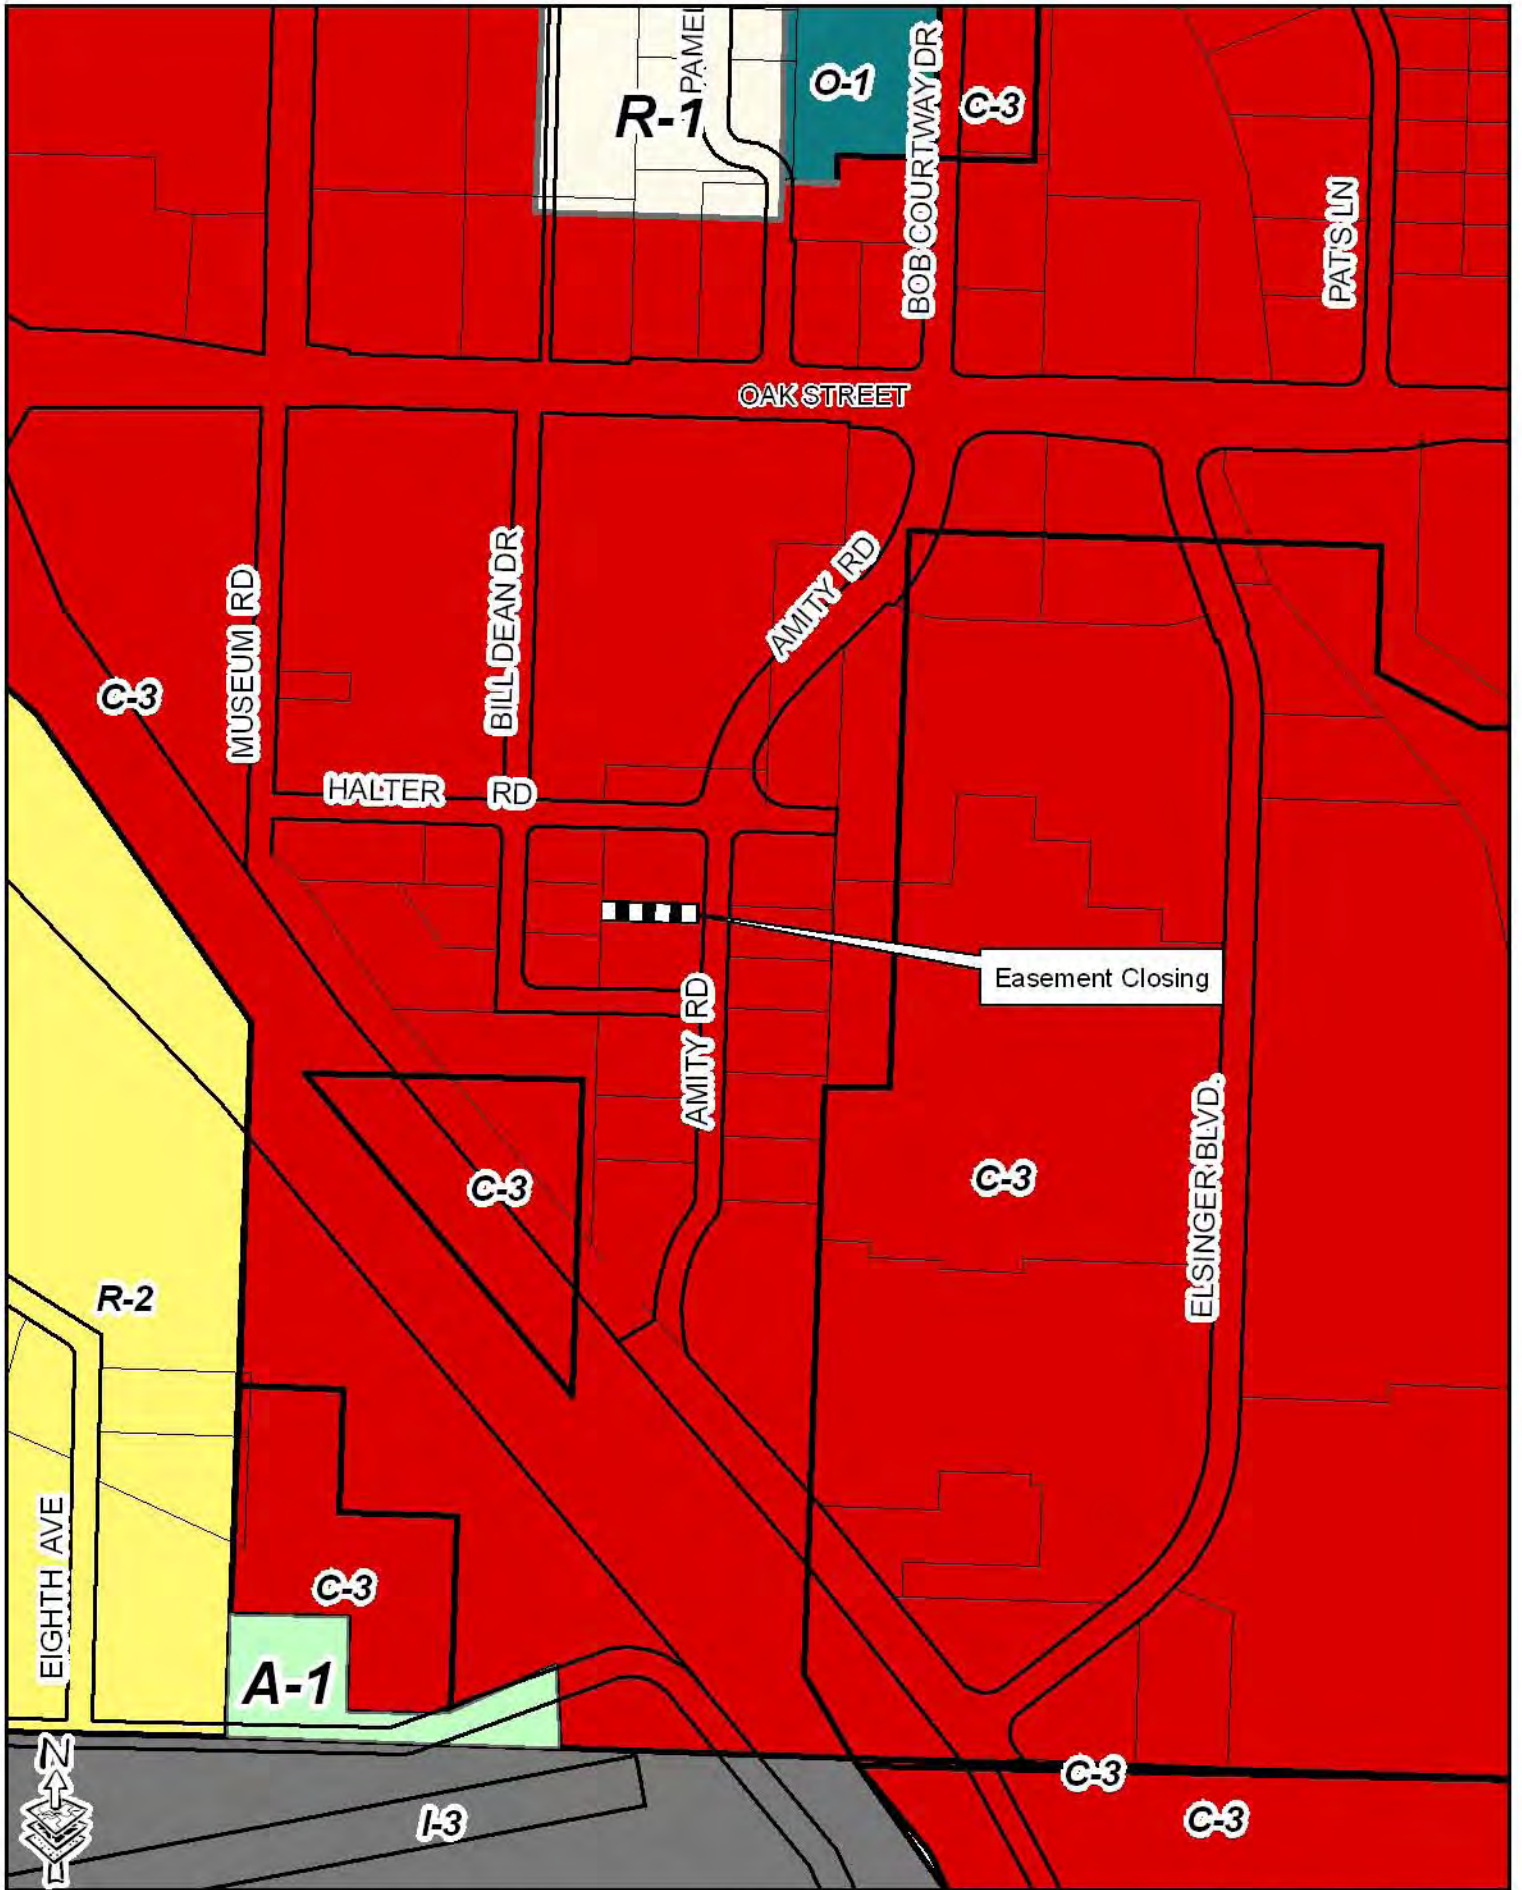 PAMEL
R-1
O-1
BOB COURTWAY DR
C-3
PAT'S LN
OAK STREET
AMITY RD
BILL DEAN DR
MUSEUM RD
C-3
HALTER RD
Easement Closing
AMITY RD
ELSINGER BLVD.
C-3
C-3
R-2
EIGHTH AVE
C-3
A-1
N
I-3
C-3
C-3